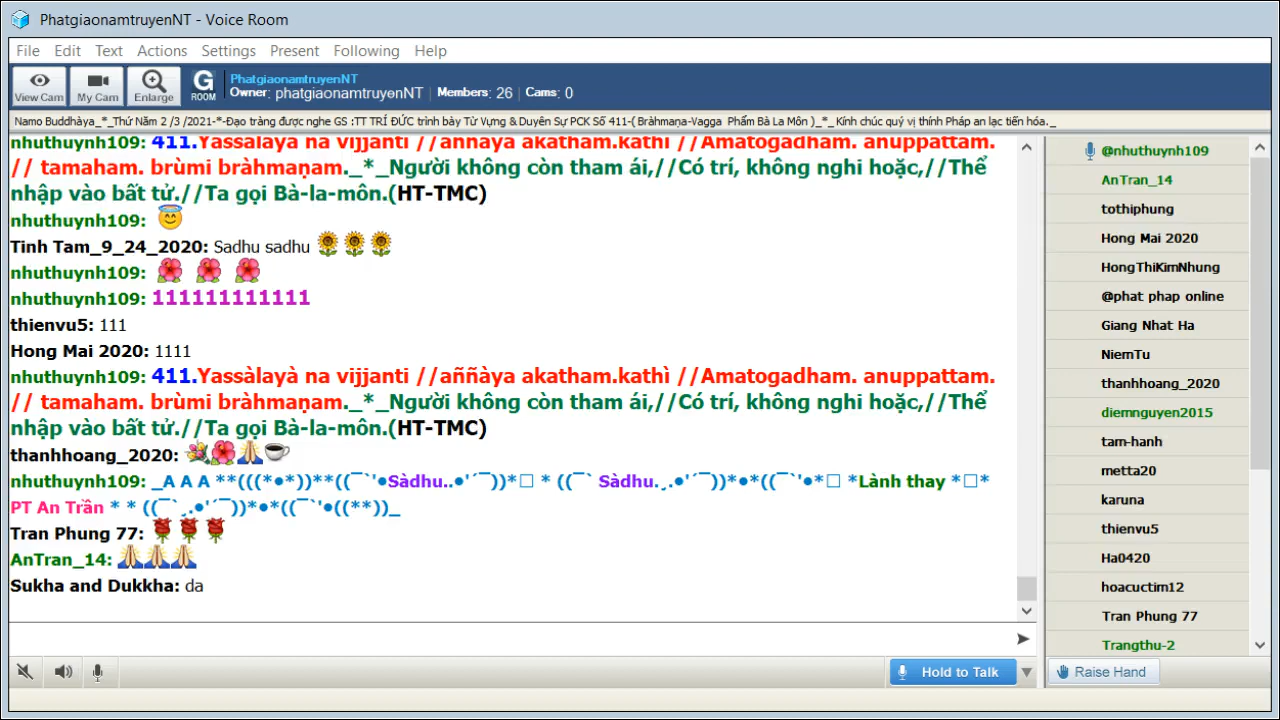 PhatgiaonamtruyenNT - Voice Room
File Edit Text Actions Settings Present Following Help
View Cam My Cam Enlarge G ROOM
PhatgiaonamtruyenNT
Owner: phatgiaonamtruyenNT | Members: 26 | Cams: 0
Namo Buddhàya_*_Thứ Năm 2 /3 /2021-*-Đạo tràng được nghe GS :TT TRÍ ĐỨC trình bày Từ Vựng & Duyên Sự PCK Số 411-( Bràhmaṇa-Vagga Phẩm Bà La Môn )_*_ Kính chúc quý vị thính Pháp an lạc tiến hóa._
nhuthuynh109: 411.Yassàlayà na vijjanti //aññàya akatham.kathì //Amatogadham. anuppattam.
// tamaham. brùmi bràhmaṇam._*_Người không còn tham ái,//Có trí, không nghi hoặc,//Thể
nhập vào bất tử.//Ta gọi Bà-la-môn.(HT-TMC)
nhuthuynh109: 😇
Tinh Tam_9_24_2020: Sadhu sadhu 🌻🌻🌻
nhuthuynh109: 🌺 🌺 🌺
nhuthuynh109: 111111111111
thienvu5: 111
Hong Mai 2020: 1111
nhuthuynh109: 411.Yassàlayà na vijjanti //aññàya akatham.kathì //Amatogadham. anuppattam.
// tamaham. brùmi bràhmaṇam._*_Người không còn tham ái,//Có trí, không nghi hoặc,//Thể
nhập vào bất tử.//Ta gọi Bà-la-môn.(HT-TMC)
thanhhoang_2020: 💐🌺🙏☕
nhuthuynh109: _A A A **(((*•*))**((¯`'•Sàdhu..•'´¯))*□ * ((¯` Sàdhu.¸.•'´¯))*•*((¯`'•*□ *Lành thay *□*
PT An Trần * * ((¯`¸.•'´¯))*•*((¯`'•((**))_
Tran Phung 77: 🌹🌹🌹
AnTran_14: 🙏🙏🙏
Sukha and Dukkha: da
Hold to Talk
@nhuthuynh109
AnTran_14
tothiphung
Hong Mai 2020
HongThiKimNhung
@phat phap online
Giang Nhat Ha
NiemTu
thanhhoang_2020
diemnguyen2015
tam-hanh
metta20
karuna
thienvu5
Ha0420
hoacuctim12
Tran Phung 77
Trangthu-2
Raise Hand